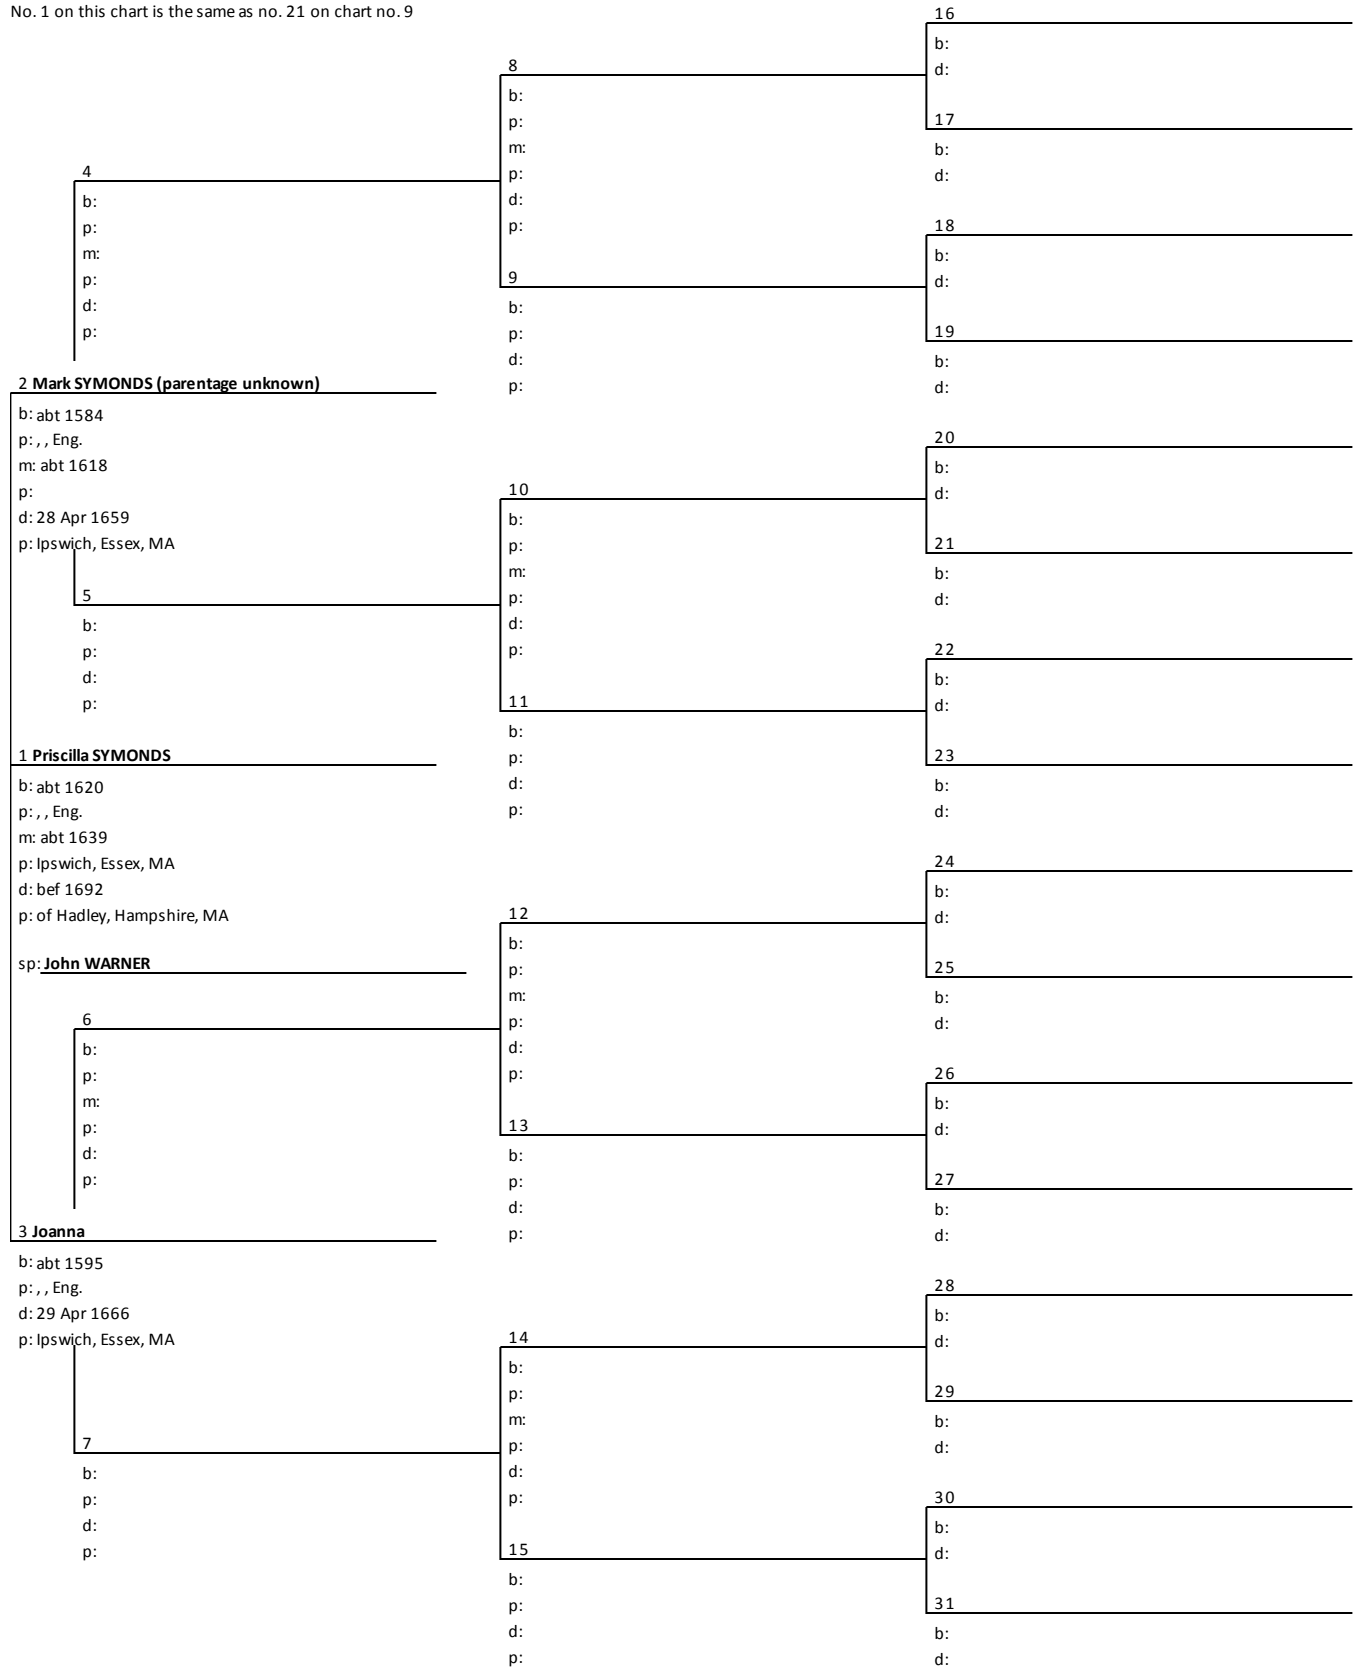 No. 1 on this chart is the same as no. 21 on chart no. 9
2 Mark SYMONDS (parentage unknown)
b: abt 1584
p: , , Eng.
m: abt 1618
p:
d: 28 Apr 1659
p: Ipswich, Essex, MA
1 Priscilla SYMONDS
b: abt 1620
p: , , Eng.
m: abt 1639
p: Ipswich, Essex, MA
d: bef 1692
p: of Hadley, Hampshire, MA
sp: John WARNER
3 Joanna
b: abt 1595
p: , , Eng.
d: 29 Apr 1666
p: Ipswich, Essex, MA
4
b:
p:
m:
p:
d:
p:
5
b:
p:
d:
p:
6
b:
p:
m:
p:
d:
p:
7
b:
p:
d:
p:
8
b:
p:
m:
p:
d:
p:
9
b:
p:
d:
p:
10
b:
p:
m:
p:
d:
p:
11
b:
p:
d:
p:
12
b:
p:
m:
p:
d:
p:
13
b:
p:
d:
p:
14
b:
p:
m:
p:
d:
p:
15
b:
p:
d:
p:
16
b:
d:
17
b:
d:
18
b:
d:
19
b:
d:
20
b:
d:
21
b:
d:
22
b:
d:
23
b:
d:
24
b:
d:
25
b:
d:
26
b:
d:
27
b:
d:
28
b:
d:
29
b:
d:
30
b:
d:
31
b:
d: